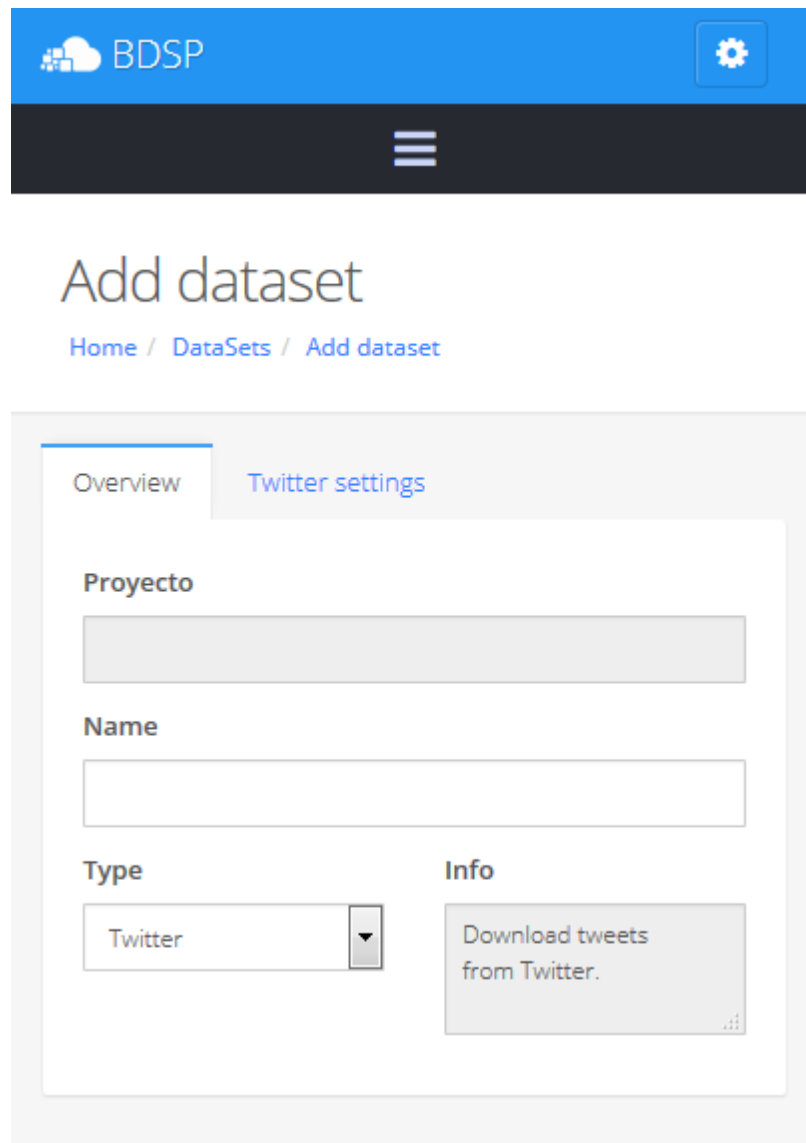 BDSP
Add dataset
Home / DataSets / Add dataset
Overview Twitter settings
Proyecto
Name
Type Info
Twitter Download tweets
from Twitter.